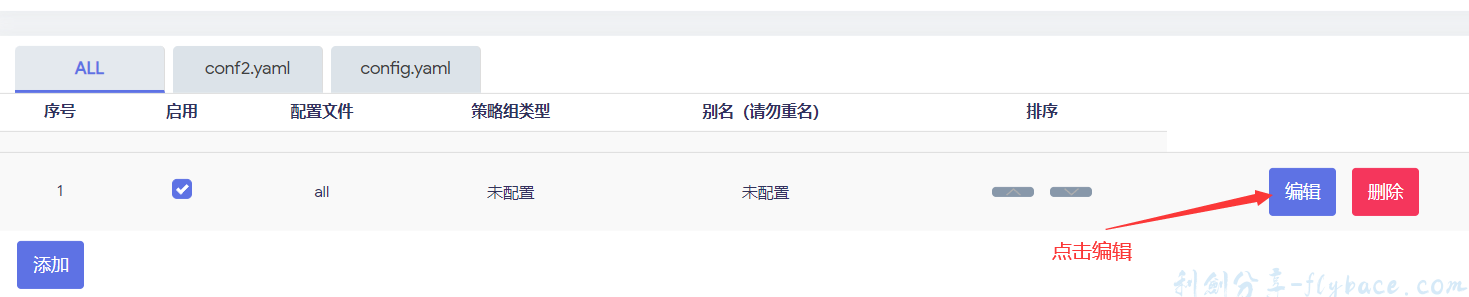 ALL conf2.yaml config.yaml
序号 启用 配置文件 策略组类型 别名（请勿重名） 排序
1 all 未配置 未配置 编辑 删除
点击编辑
添加
利創分享-flybace.com